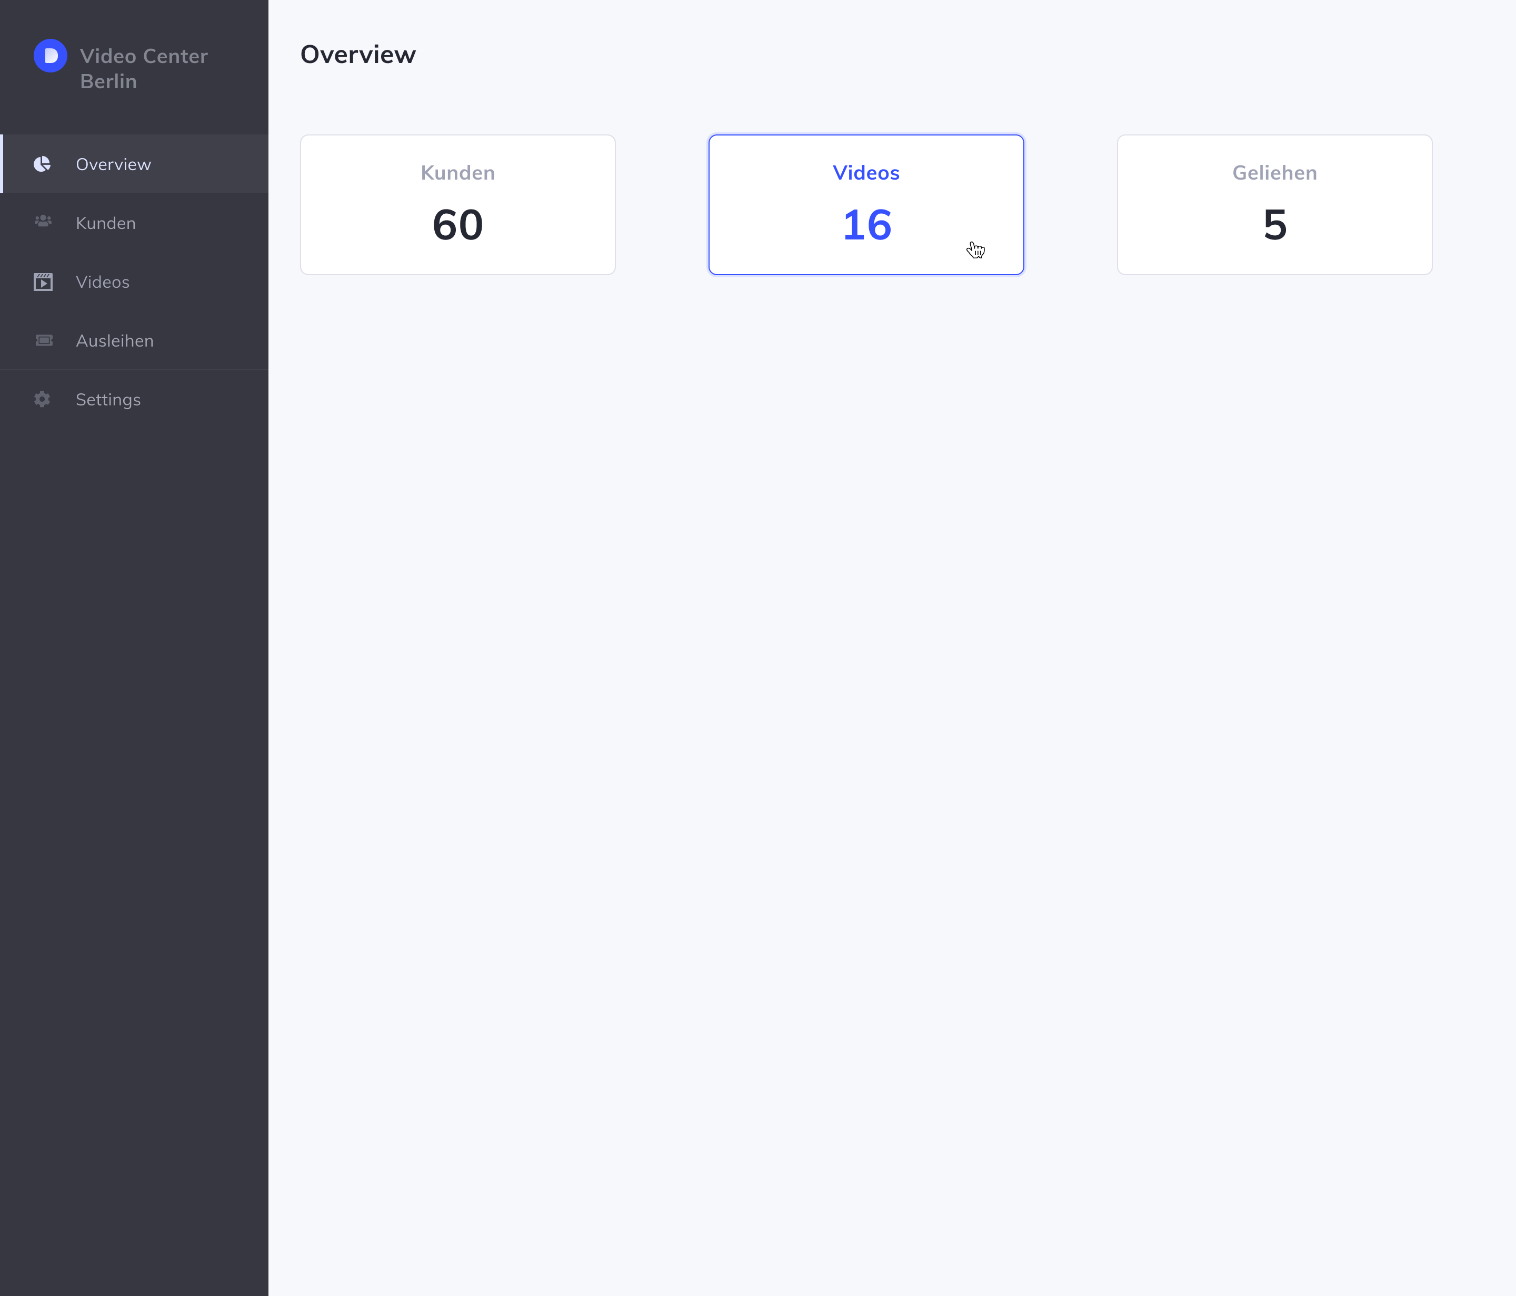 Video Center
Berlin
Overview
Kunden
Videos
Ausleihen
Settings
Overview
Kunden
60
Videos
16
Geliehen
5